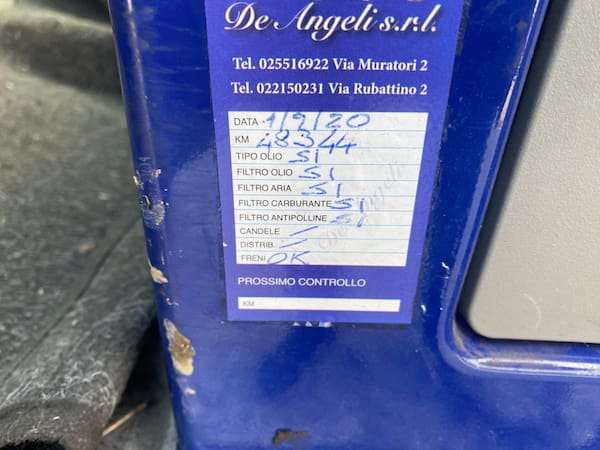 De Angeli s.r.l.
Tel. 025516922 Via Muratori 2
Tel. 022150231 Via Rubattino 2
DATA 1/9/20
KM 48344
TIPO OLIO SI
FILTRO OLIO SI
FILTRO ARIA SI
FILTRO CARBURANTE SI
FILTRO ANTIPOLLINE SI
CANDELE –
DISTRIB. –
FRENI OK
PROSSIMO CONTROLLO
KM